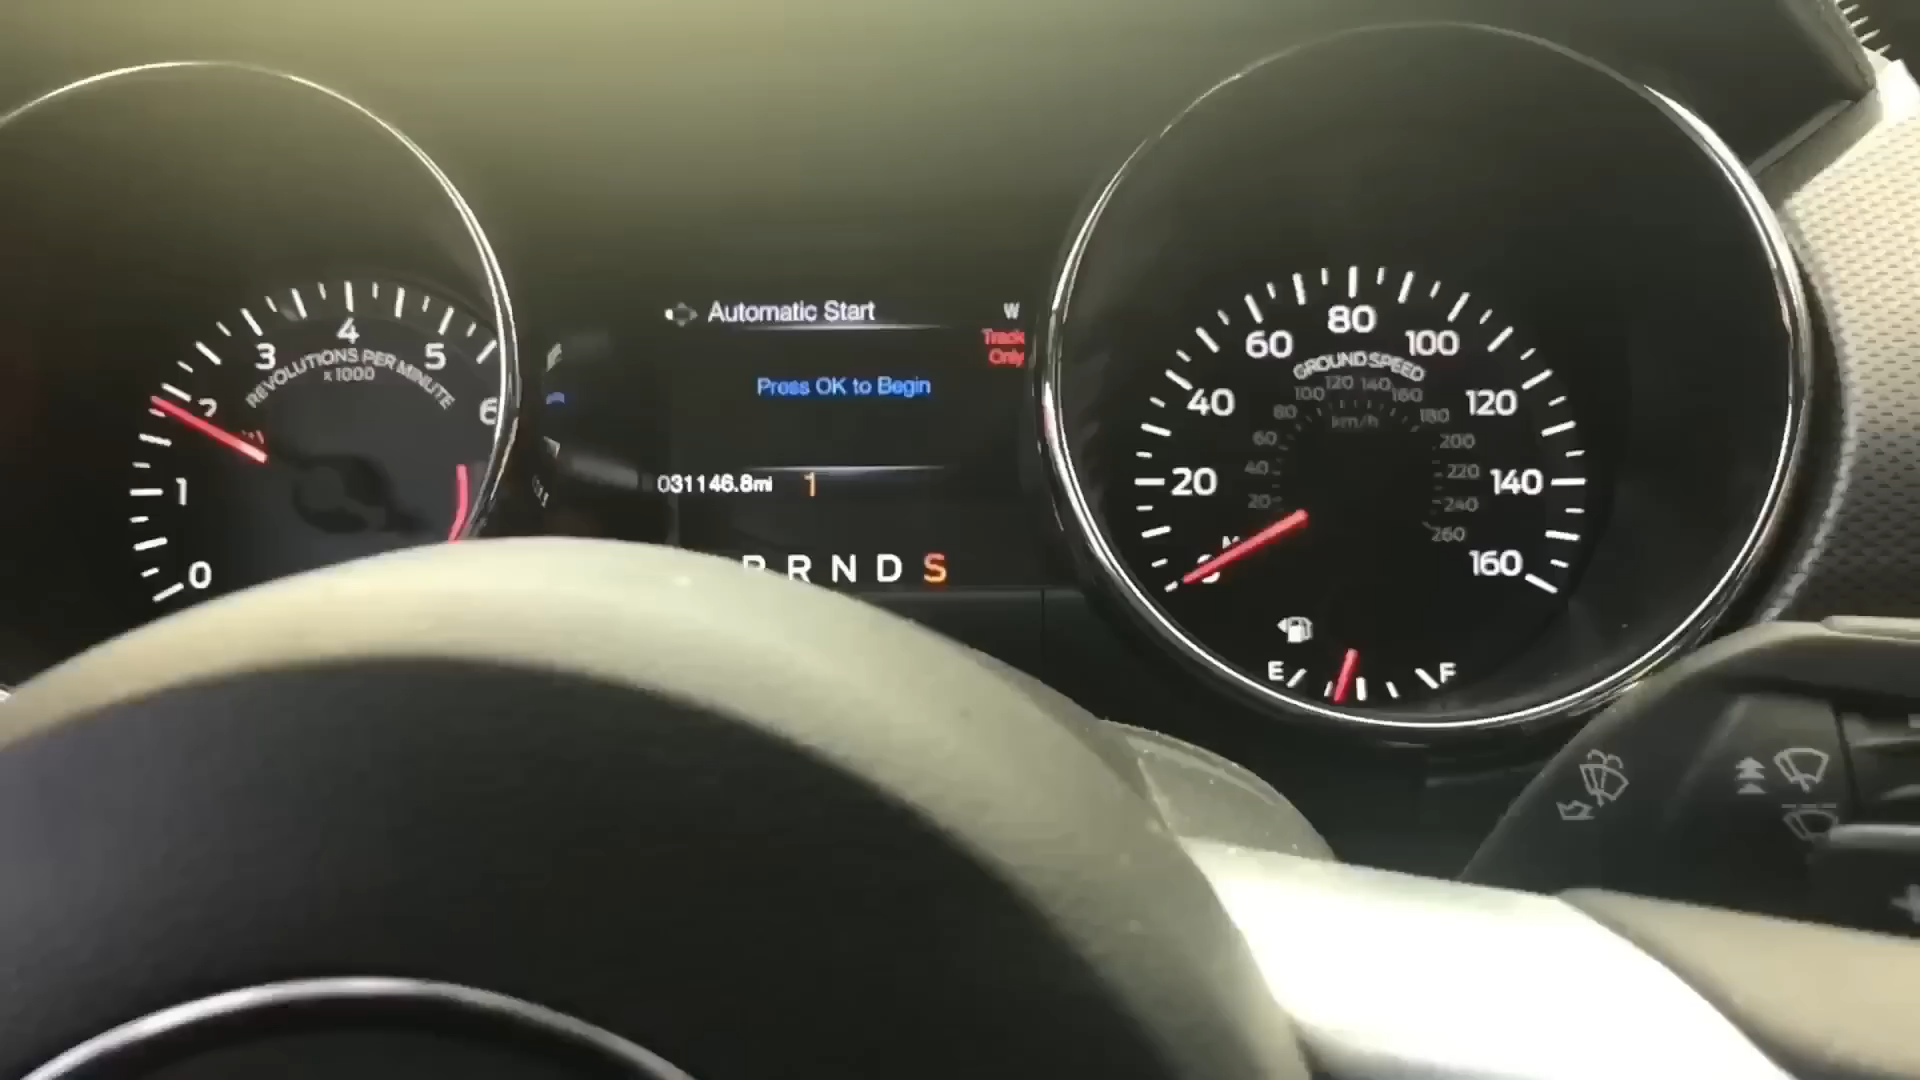 Automatic Start
W
Track
Only
Press OK to Begin
031146.8mi 1
P R N D S
0 1 2 3 4 5 6
REVOLUTIONS PER MINUTE
x1000
20 40 60 80 100 120 140 160
GROUND SPEED
20 40 60 80 100 120 140 160 180 200 220 240 260
km/h
E F